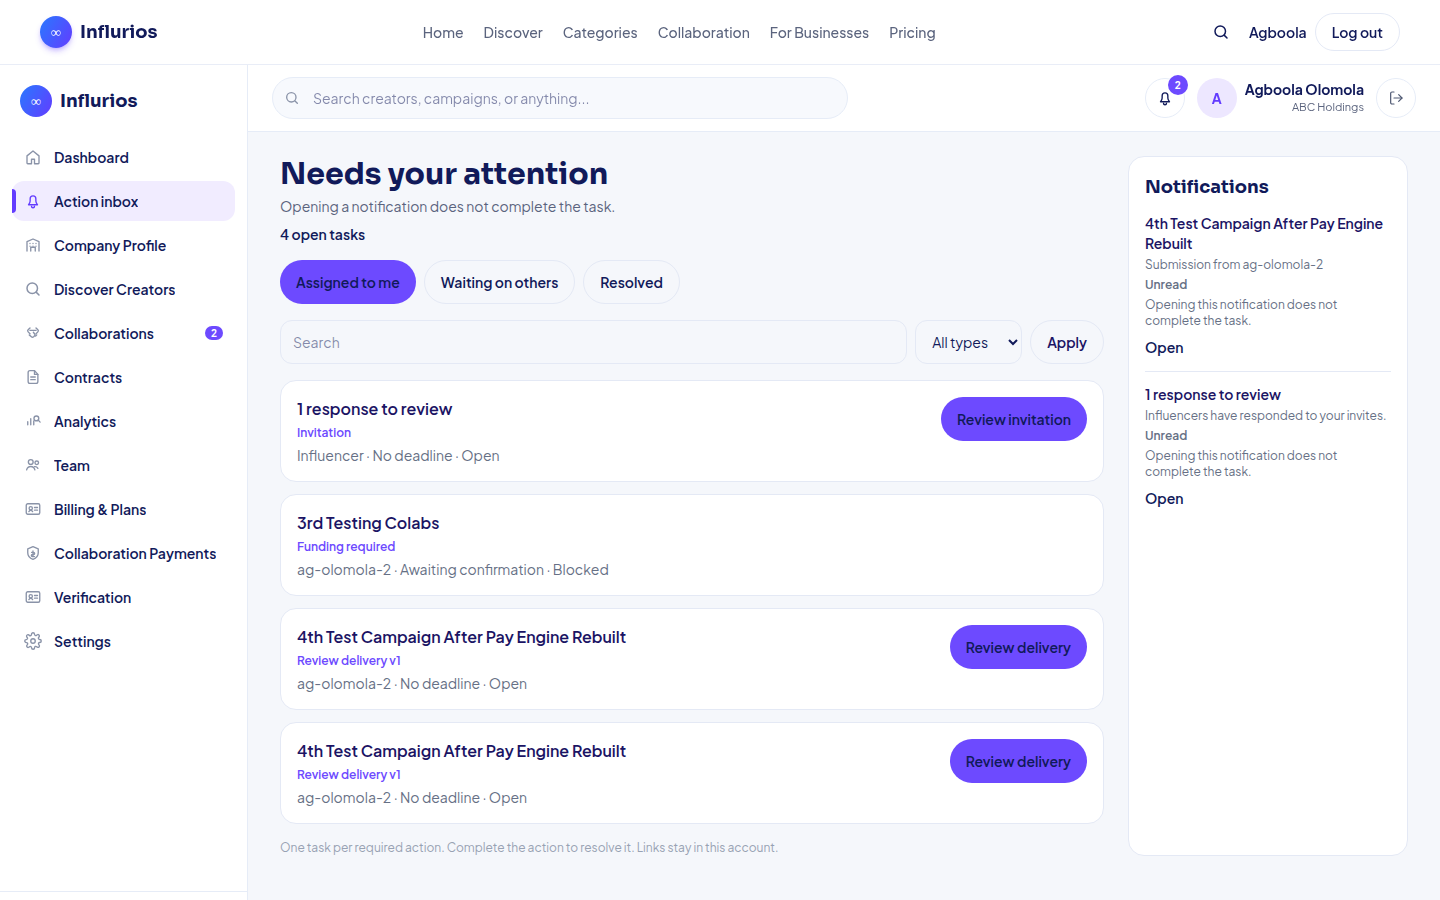 ∞ Influrios
Home Discover Categories Collaboration For Businesses Pricing
Agboola Log out
∞ Influrios
Dashboard
Action inbox
Company Profile
Discover Creators
Collaborations 2
Contracts
Analytics
Team
Billing & Plans
Collaboration Payments
Verification
Settings
Search creators, campaigns, or anything...
2
A
Agboola Olomola
ABC Holdings
Needs your attention
Opening a notification does not complete the task.
4 open tasks
Assigned to me Waiting on others Resolved
Search All types Apply
1 response to review
Invitation
Influencer · No deadline · Open
Review invitation
3rd Testing Colabs
Funding required
ag-olomola-2 · Awaiting confirmation · Blocked
4th Test Campaign After Pay Engine Rebuilt
Review delivery v1
ag-olomola-2 · No deadline · Open
Review delivery
4th Test Campaign After Pay Engine Rebuilt
Review delivery v1
ag-olomola-2 · No deadline · Open
Review delivery
One task per required action. Complete the action to resolve it. Links stay in this account.
Notifications
4th Test Campaign After Pay Engine
Rebuilt
Submission from ag-olomola-2
Unread
Opening this notification does not
complete the task.
Open
1 response to review
Influencers have responded to your invites.
Unread
Opening this notification does not
complete the task.
Open